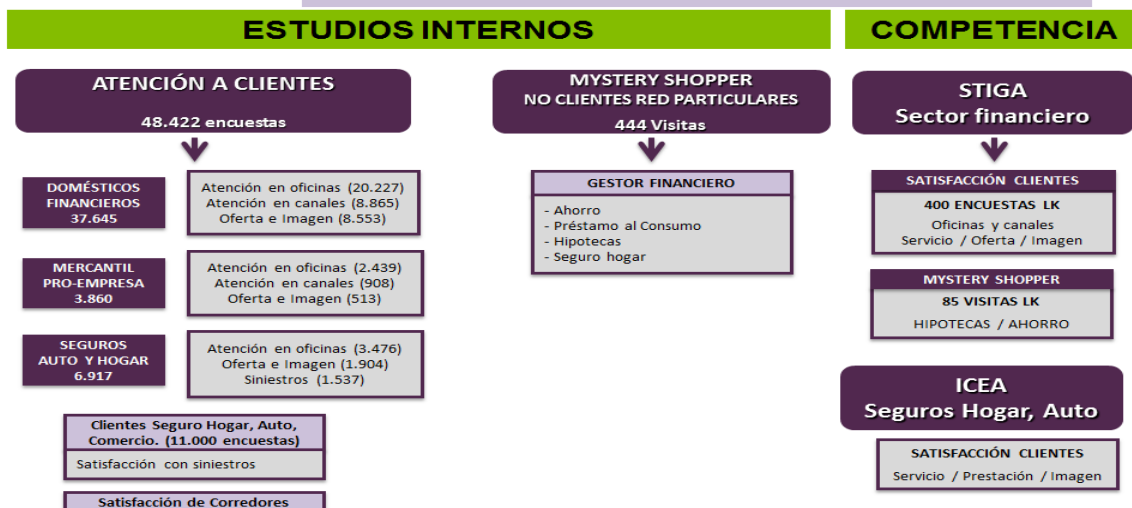 ESTUDIOS INTERNOS
ATENCIÓN A CLIENTES
48.422 encuestas
DOMÉSTICOS
FINANCIEROS
37.645
Atención en oficinas (20.227)
Atención en canales (8.865)
Oferta e Imagen (8.553)
MERCANTIL
PRO-EMPRESA
3.860
Atención en oficinas (2.439)
Atención en canales (908)
Oferta e Imagen (513)
SEGUROS
AUTO Y HOGAR
6.917
Atención en oficinas (3.476)
Oferta e Imagen (1.904)
Siniestros (1.537)
Clientes Seguro Hogar, Auto,
Comercio. (11.000 encuestas)
Satisfacción con siniestros
Satisfacción de Corredores
MYSTERY SHOPPER
NO CLIENTES RED PARTICULARES
444 Visitas
GESTOR FINANCIERO
- Ahorro
- Préstamo al Consumo
- Hipotecas
- Seguro hogar
COMPETENCIA
STIGA
Sector financiero
SATISFACCIÓN CLIENTES
400 ENCUESTAS LK
Oficinas y canales
Servicio / Oferta / Imagen
MYSTERY SHOPPER
85 VISITAS LK
HIPOTECAS / AHORRO
ICEA
Seguros Hogar, Auto
SATISFACCIÓN CLIENTES
Servicio / Prestación / Imagen